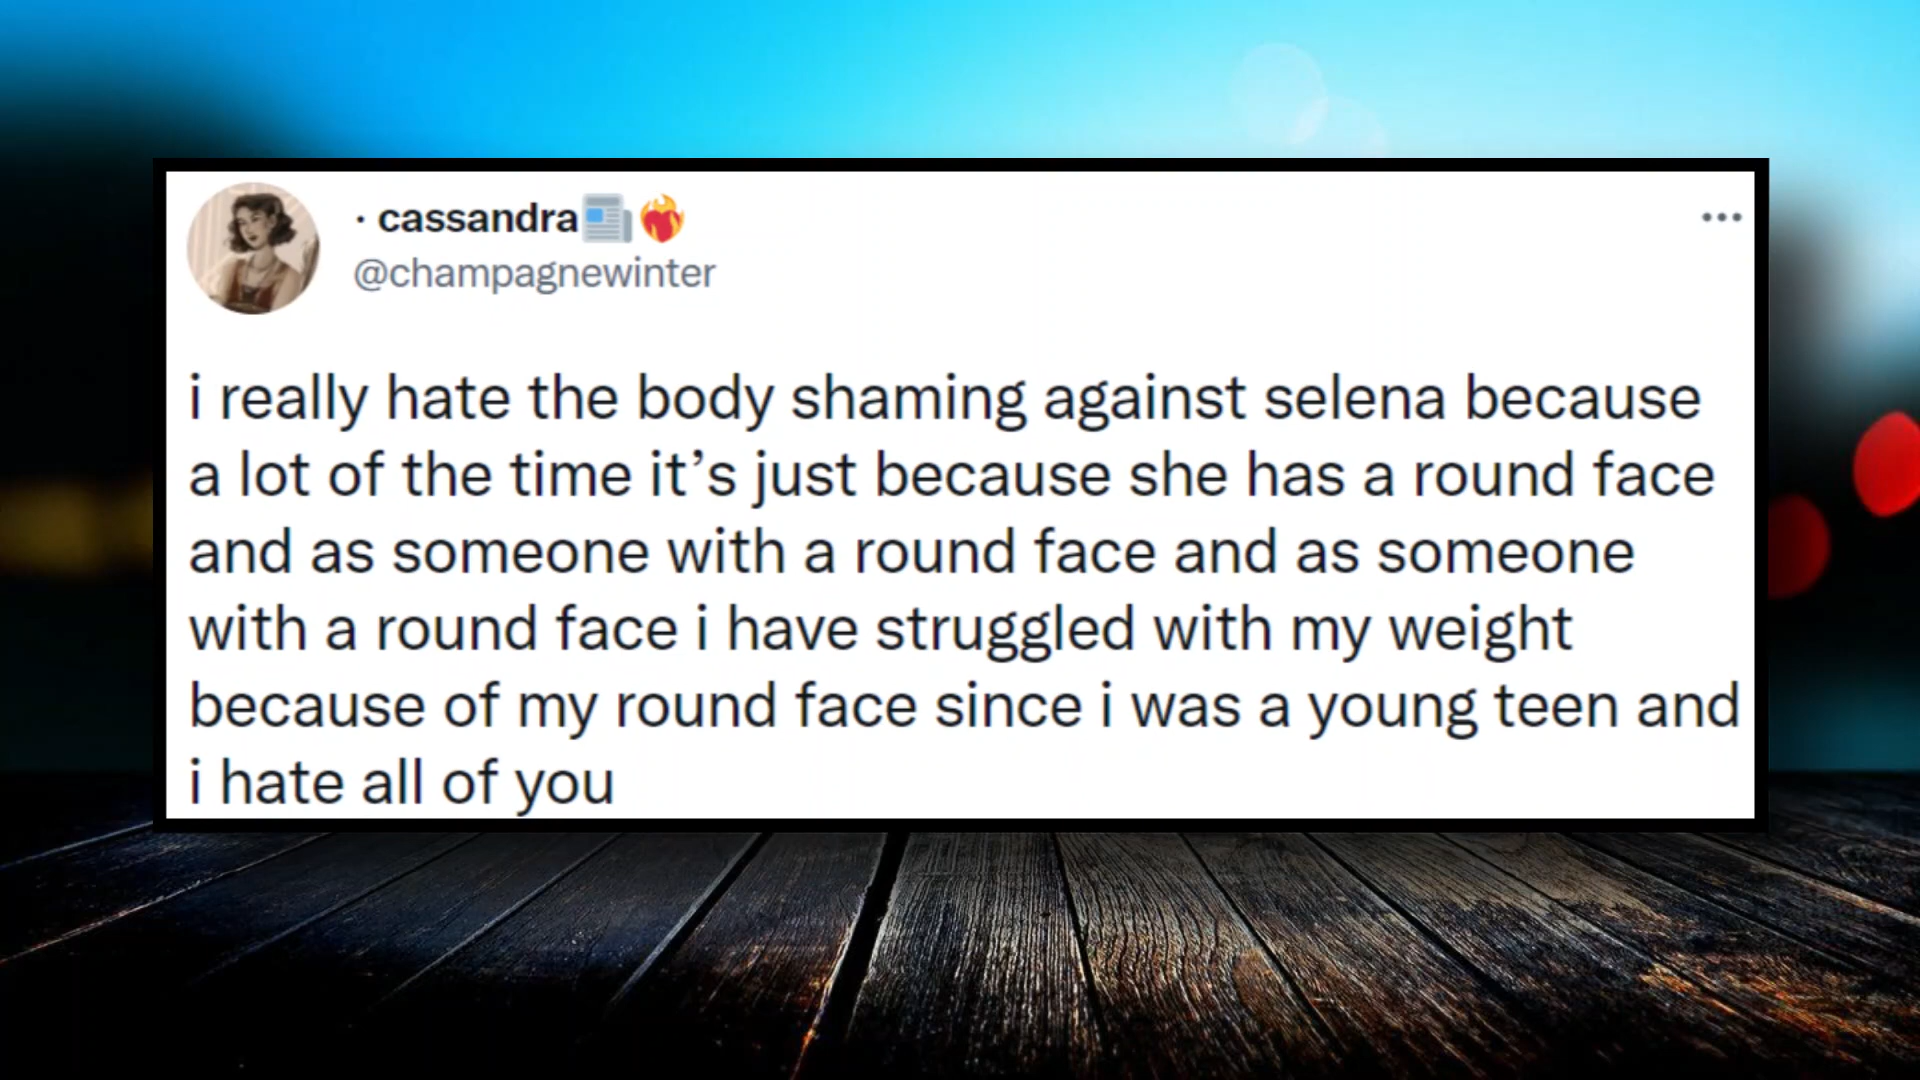 · cassandra📰❤️‍🔥
@champagnewinter
i really hate the body shaming against selena because
a lot of the time it’s just because she has a round face
and as someone with a round face and as someone
with a round face i have struggled with my weight
because of my round face since i was a young teen and
i hate all of you